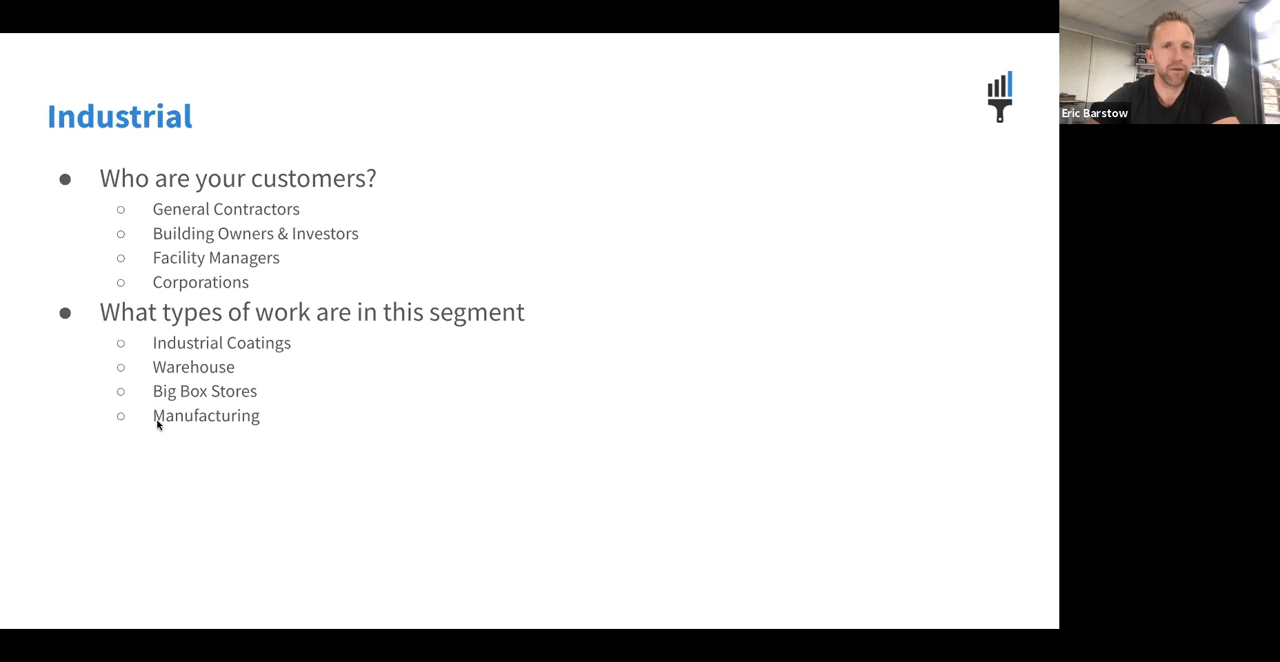 Industrial
● Who are your customers?
○ General Contractors
○ Building Owners & Investors
○ Facility Managers
○ Corporations
● What types of work are in this segment
○ Industrial Coatings
○ Warehouse
○ Big Box Stores
○ Manufacturing
Eric Barstow